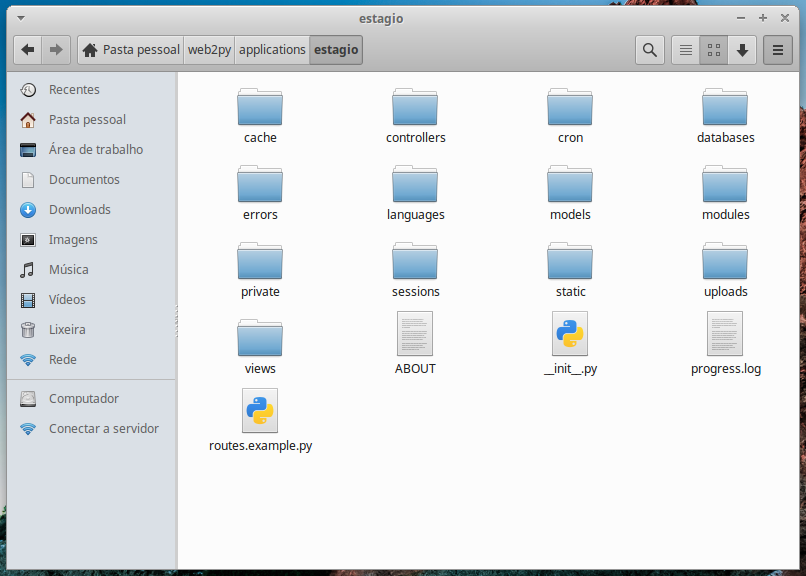 estagio
Pasta pessoal web2py applications estagio
Recentes
Pasta pessoal
Área de trabalho
Documentos
Downloads
Imagens
Música
Vídeos
Lixeira
Rede
Computador
Conectar a servidor
cache controllers cron databases
errors languages models modules
private sessions static uploads
views ABOUT __init__.py progress.log
routes.example.py